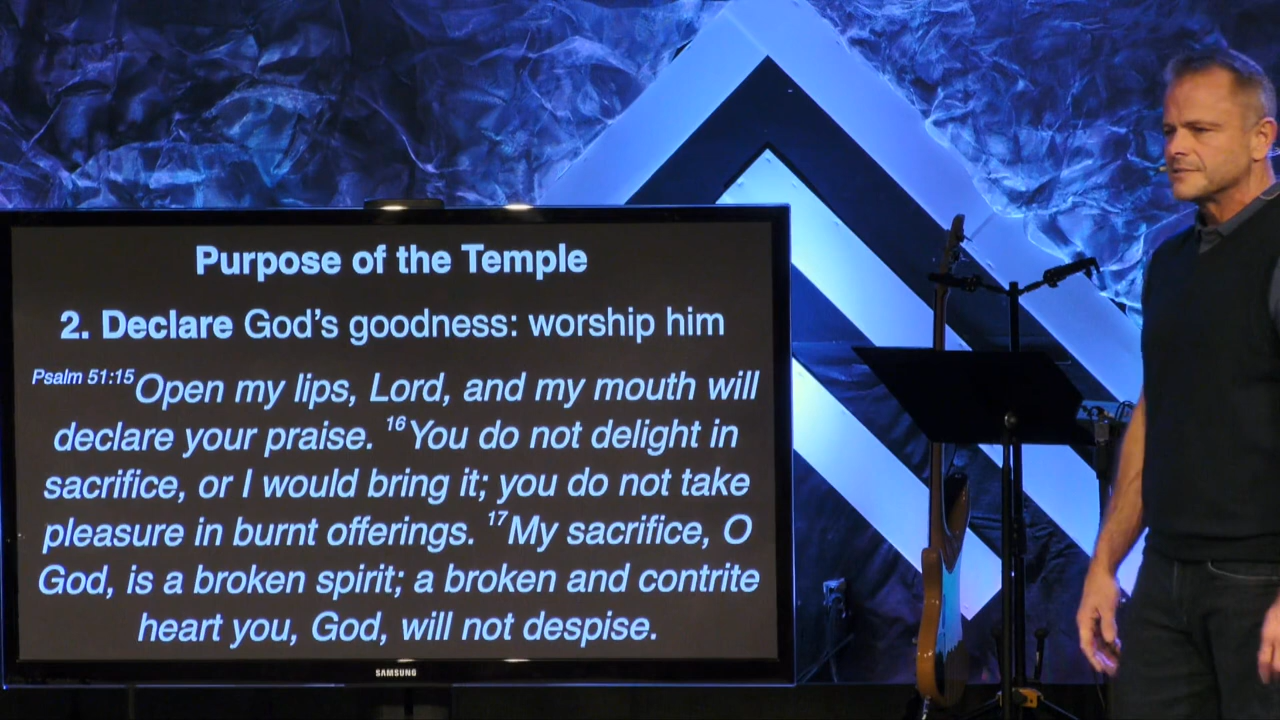 Purpose of the Temple
2. Declare God's goodness: worship him
Psalm 51:15 Open my lips, Lord, and my mouth will
declare your praise. 16 You do not delight in
sacrifice, or I would bring it; you do not take
pleasure in burnt offerings. 17 My sacrifice, O
God, is a broken spirit; a broken and contrite
heart you, God, will not despise.
SAMSUNG